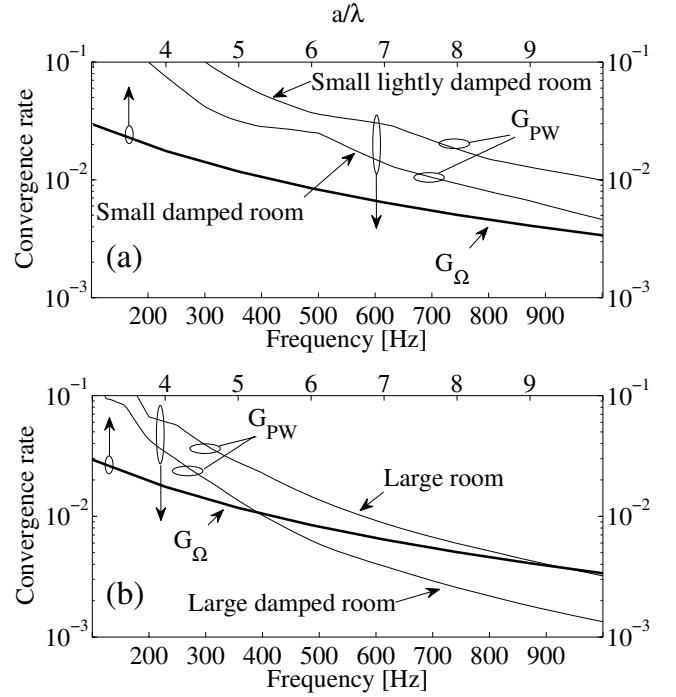 a/λ
4 5 6 7 8 9
10⁻¹ 10⁻¹
Small lightly damped room
G_PW
10⁻² 10⁻²
Small damped room
(a)
G_Ω
10⁻³ 10⁻³
Convergence rate
200 300 400 500 600 700 800 900
Frequency [Hz]
4 5 6 7 8 9
10⁻¹ 10⁻¹
G_PW
Large room
10⁻² 10⁻²
G_Ω
(b)
Large damped room
10⁻³ 10⁻³
Convergence rate
200 300 400 500 600 700 800 900
Frequency [Hz]